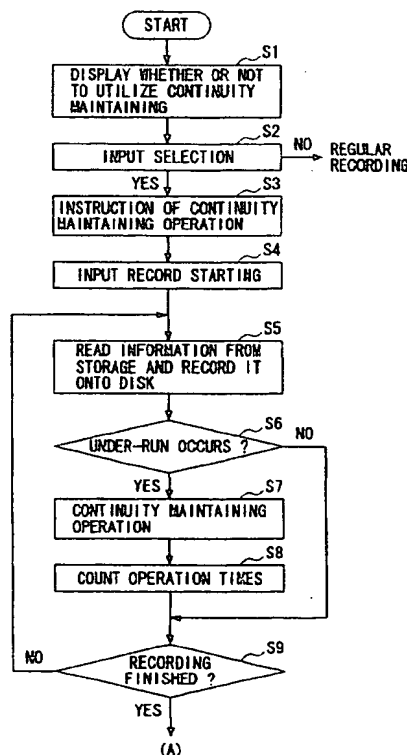 START
S1
DISPLAY WHETHER OR NOT
TO UTILIZE CONTINUITY
MAINTAINING
S2
INPUT SELECTION
NO
REGULAR
RECORDING
YES
S3
INSTRUCTION OF CONTINUITY
MAINTAINING OPERATION
S4
INPUT RECORD STARTING
S5
READ INFORMATION FROM
STORAGE AND RECORD IT
ONTO DISK
S6
UNDER-RUN OCCURS ?
NO
YES
S7
CONTINUITY MAINTAINING
OPERATION
S8
COUNT OPERATION TIMES
S9
NO
RECORDING
FINISHED ?
YES
(A)